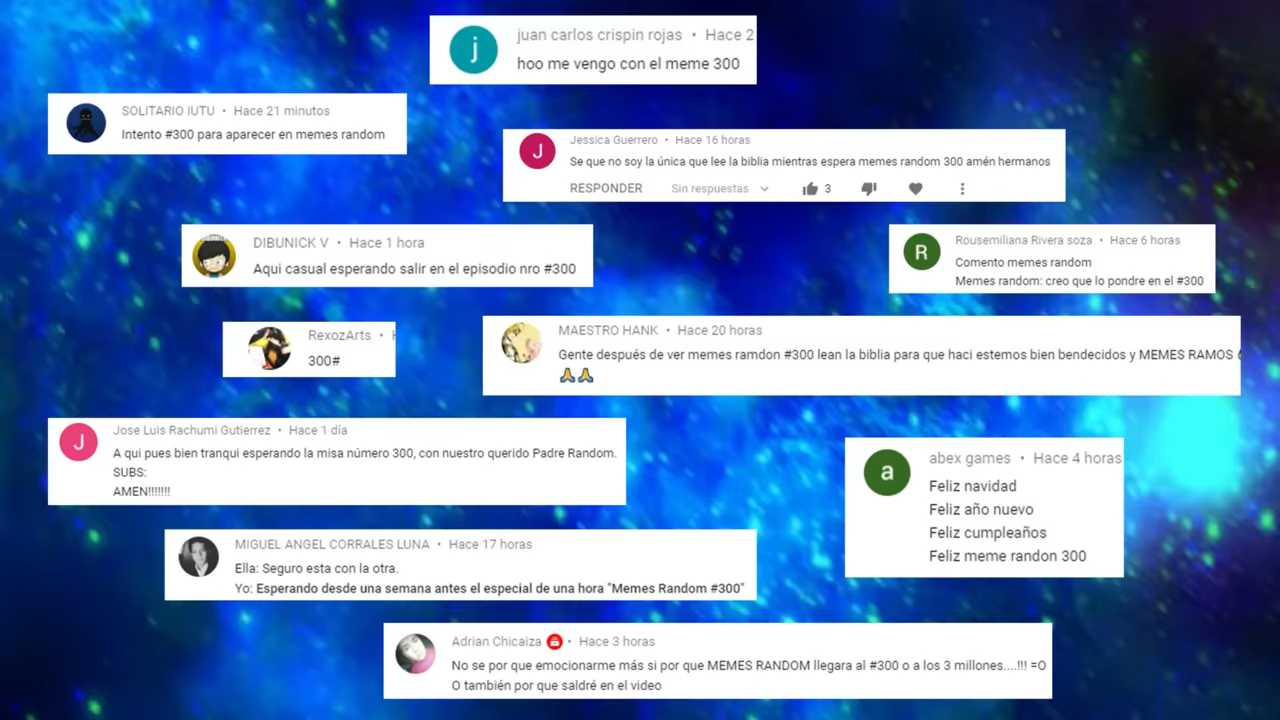 j
juan carlos crispin rojas • Hace 2
hoo me vengo con el meme 300
SOLITARIO IUTU • Hace 21 minutos
Intento #300 para aparecer en memes random
J
Jessica Guerrero • Hace 16 horas
Se que no soy la única que lee la biblia mientras espera memes random 300 amén hermanos
RESPONDER Sin respuestas 3
DIBUNICK V • Hace 1 hora
Aqui casual esperando salir en el episodio nro #300
R
Rousemiliana Rivera soza • Hace 6 horas
Comento memes random
Memes random: creo que lo pondre en el #300
RexozArts •
300#
MAESTRO HANK • Hace 20 horas
Gente después de ver memes ramdon #300 lean la biblia para que haci estemos bien bendecidos y MEMES RAMOS
🙏🙏
J
Jose Luis Rachumi Gutierrez • Hace 1 día
A qui pues bien tranqui esperando la misa número 300, con nuestro querido Padre Random.
SUBS:
AMEN!!!!!!!
a
abex games • Hace 4 horas
Feliz navidad
Feliz año nuevo
Feliz cumpleaños
Feliz meme randon 300
MIGUEL ANGEL CORRALES LUNA • Hace 17 horas
Ella: Seguro esta con la otra.
Yo: Esperando desde una semana antes el especial de una hora "Memes Random #300"
Adrian Chicaiza • Hace 3 horas
No se por que emocionarme más si por que MEMES RANDOM llegara al #300 o a los 3 millones....!!! =O
O también por que saldré en el video